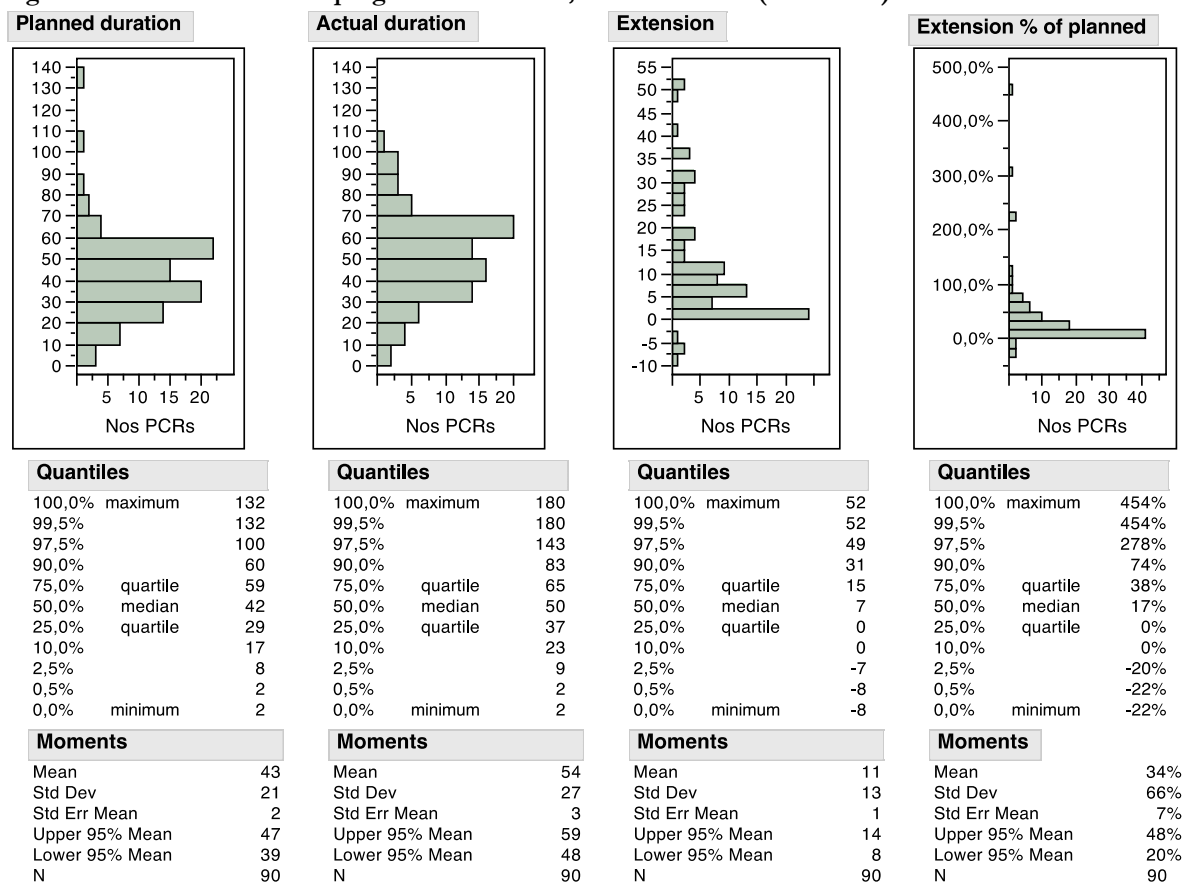 Planned duration
140
130
120
110
100
90
80
70
60
50
40
30
20
10
0
5 10 15 20
Nos PCRs
Quantiles
100,0% maximum 132
99,5% 132
97,5% 100
90,0% 60
75,0% quartile 59
50,0% median 42
25,0% quartile 29
10,0% 17
2,5% 8
0,5% 2
0,0% minimum 2
Moments
Mean 43
Std Dev 21
Std Err Mean 2
Upper 95% Mean 47
Lower 95% Mean 39
N 90
Actual duration
140
130
120
110
100
90
80
70
60
50
40
30
20
10
0
5 10 15 20
Nos PCRs
Quantiles
100,0% maximum 180
99,5% 180
97,5% 143
90,0% 83
75,0% quartile 65
50,0% median 50
25,0% quartile 37
10,0% 23
2,5% 9
0,5% 2
0,0% minimum 2
Moments
Mean 54
Std Dev 27
Std Err Mean 3
Upper 95% Mean 59
Lower 95% Mean 48
N 90
Extension
55
50
45
40
35
30
25
20
15
10
5
0
-5
-10
5 10 15 20
Nos PCRs
Quantiles
100,0% maximum 52
99,5% 52
97,5% 49
90,0% 31
75,0% quartile 15
50,0% median 7
25,0% quartile 0
10,0% 0
2,5% -7
0,5% -8
0,0% minimum -8
Moments
Mean 11
Std Dev 13
Std Err Mean 1
Upper 95% Mean 14
Lower 95% Mean 8
N 90
Extension % of planned
500,0%
400,0%
300,0%
200,0%
100,0%
0,0%
10 20 30 40
Nos PCRs
Quantiles
100,0% maximum 454%
99,5% 454%
97,5% 278%
90,0% 74%
75,0% quartile 38%
50,0% median 17%
25,0% quartile 0%
10,0% 0%
2,5% -20%
0,5% -22%
0,0% minimum -22%
Moments
Mean 34%
Std Dev 66%
Std Err Mean 7%
Upper 95% Mean 48%
Lower 95% Mean 20%
N 90